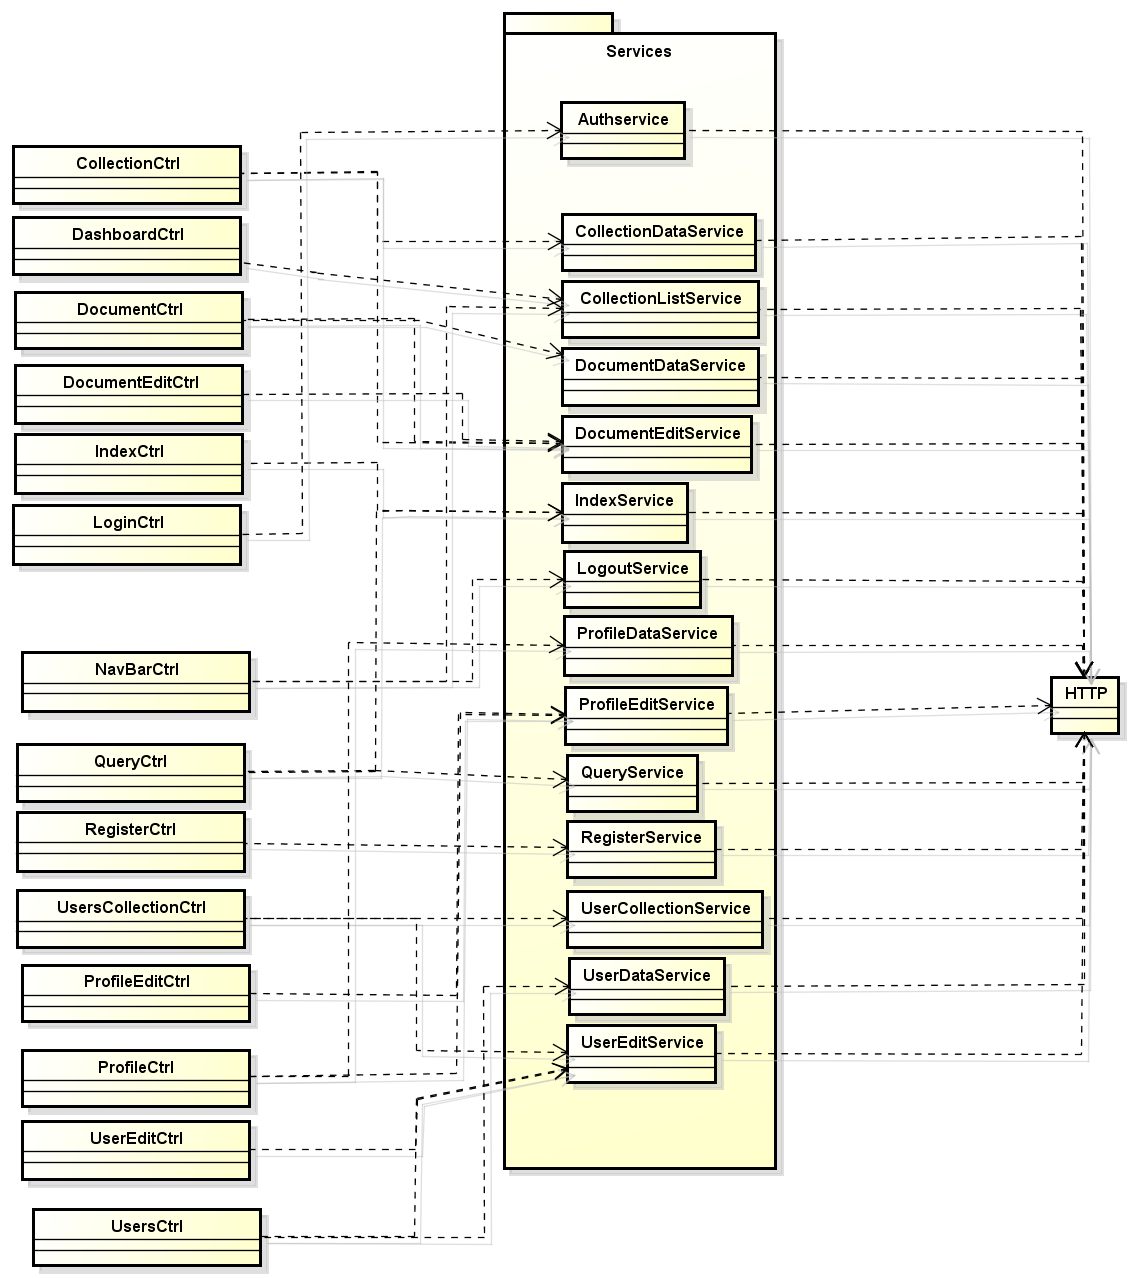 Services
Authservice
CollectionCtrl
DashboardCtrl
DocumentCtrl
DocumentEditCtrl
IndexCtrl
LoginCtrl
NavBarCtrl
QueryCtrl
RegisterCtrl
UsersCollectionCtrl
ProfileEditCtrl
ProfileCtrl
UserEditCtrl
UsersCtrl
CollectionDataService
CollectionListService
DocumentDataService
DocumentEditService
IndexService
LogoutService
ProfileDataService
ProfileEditService
QueryService
RegisterService
UserCollectionService
UserDataService
UserEditService
HTTP